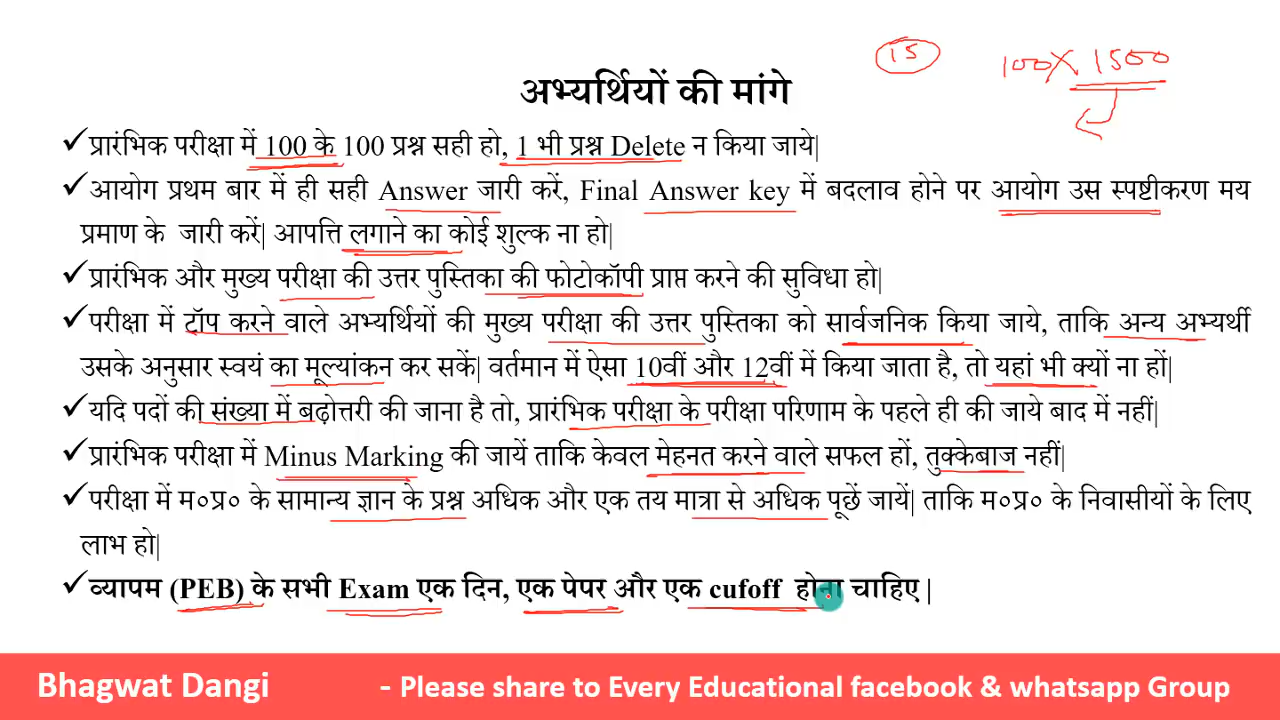 15
100 X 1500
अभ्यर्थियों की मांगे
✓ प्रारंभिक परीक्षा में 100 के 100 प्रश्न सही हो, 1 भी प्रश्न Delete न किया जाये|
✓ आयोग प्रथम बार में ही सही Answer जारी करें, Final Answer key में बदलाव होने पर आयोग उस स्पष्टीकरण मय
प्रमाण के जारी करें| आपत्ति लगाने का कोई शुल्क ना हो|
✓ प्रारंभिक और मुख्य परीक्षा की उत्तर पुस्तिका की फोटोकॉपी प्राप्त करने की सुविधा हो|
✓ परीक्षा में टॉप करने वाले अभ्यर्थियों की मुख्य परीक्षा की उत्तर पुस्तिका को सार्वजनिक किया जाये, ताकि अन्य अभ्यर्थी
उसके अनुसार स्वयं का मूल्यांकन कर सकें| वर्तमान में ऐसा 10वीं और 12वीं में किया जाता है, तो यहां भी क्यों ना हों|
✓ यदि पदों की संख्या में बढ़ोत्तरी की जाना है तो, प्रारंभिक परीक्षा के परीक्षा परिणाम के पहले ही की जाये बाद में नहीं|
✓ प्रारंभिक परीक्षा में Minus Marking की जायें ताकि केवल मेहनत करने वाले सफल हों, तुक्केबाज नहीं|
✓ परीक्षा में म०प्र० के सामान्य ज्ञान के प्रश्न अधिक और एक तय मात्रा से अधिक पूछें जायें| ताकि म०प्र० के निवासीयों के लिए
लाभ हो|
✓ व्यापम (PEB) के सभी Exam एक दिन, एक पेपर और एक cufoff होना चाहिए |
Bhagwat Dangi - Please share to Every Educational facebook & whatsapp Group